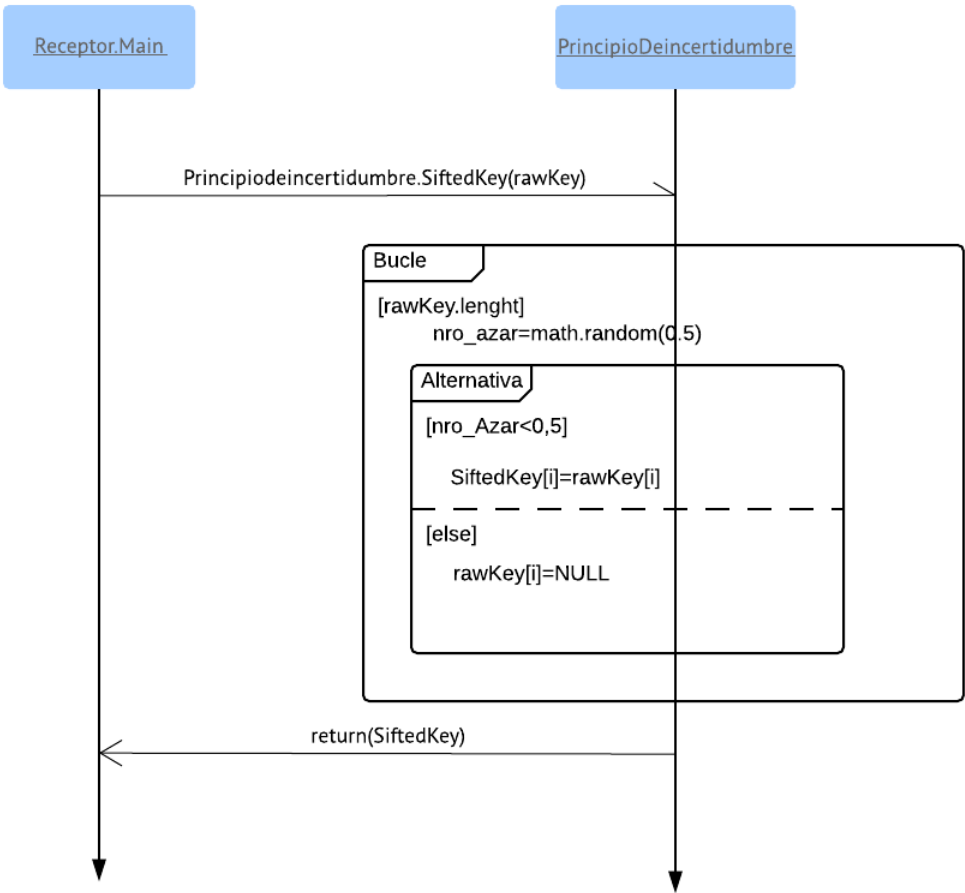 Receptor.Main
PrincipioDeincertidumbre
Principiodeincertidumbre.SiftedKey(rawKey)
Bucle
[rawKey.lenght]
nro_azar=math.random(0.5)
Alternativa
[nro_Azar<0,5]
SiftedKey[i]=rawKey[i]
[else]
rawKey[i]=NULL
return(SiftedKey)